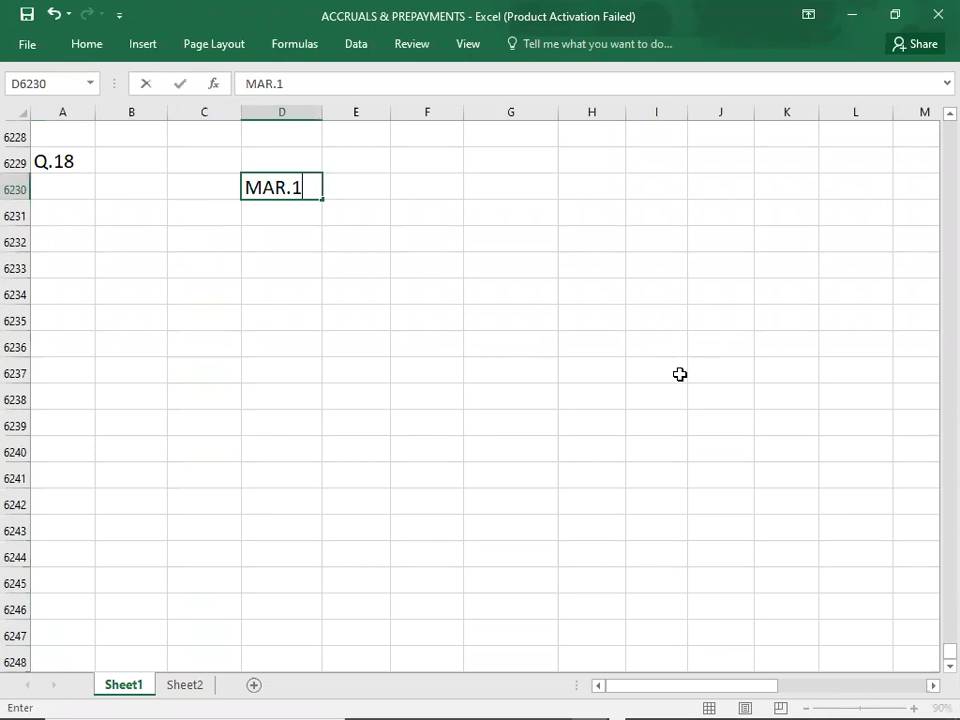 ACCRUALS & PREPAYMENTS - Excel (Product Activation Failed)
File Home Insert Page Layout Formulas Data Review View Tell me what you want to do... Share
D6230 fx MAR.1
A B C D E F G H I J K L M
6228
6229 Q.18
6230 MAR.1
6231
6232
6233
6234
6235
6236
6237
6238
6239
6240
6241
6242
6243
6244
6245
6246
6247
6248
Sheet1 Sheet2
Enter 90%